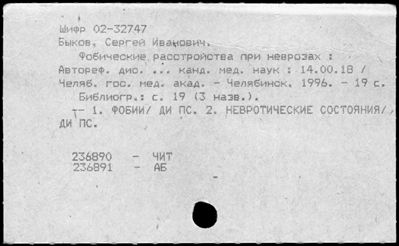 Шифр 02-32747
Быков, Сергей Иванович.
Фобические расстройства при неврозах :
Автореф. дис. ... канд. мед. наук : 14.00.18 /
Челяб. гос. мед. акад. - Челябинск. 1996. - 19 с.
Библиогр.: с. 19 (3 назв.).
-- 1. ФОБИИ/ ДИ ПС. 2. НЕВРОТИЧЕСКИЕ СОСТОЯНИЯ/
ДИ ПС.
236890 - ЧИТ
236891 - АБ